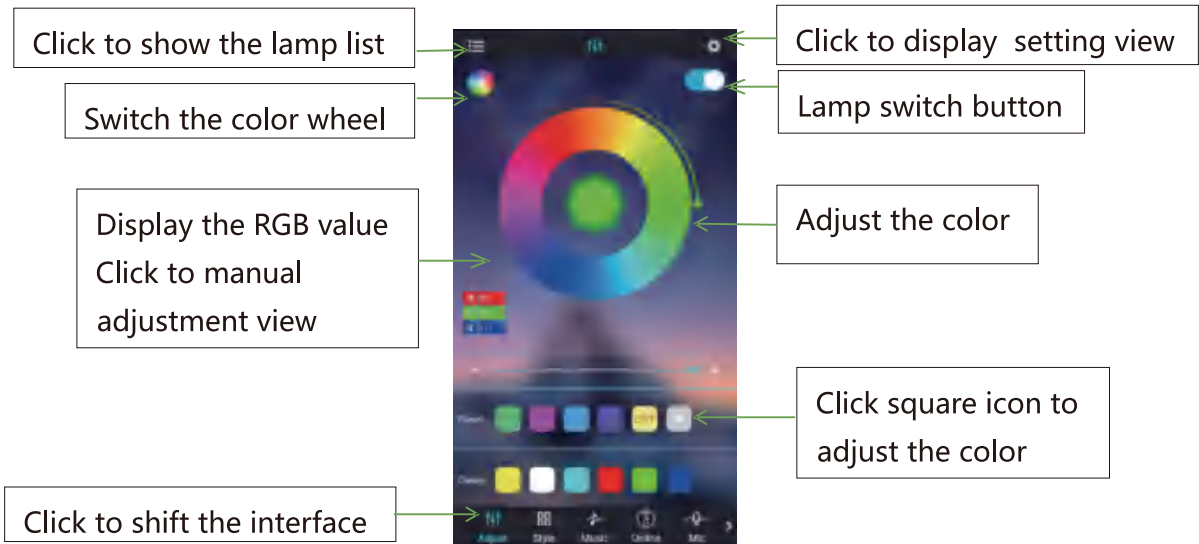 Click to show the lamp list
Click to display setting view
Switch the color wheel
Lamp switch button
Display the RGB value
Click to manual
adjustment view
Adjust the color
Click square icon to
adjust the color
Click to shift the interface
Adjust
Style
Music
Mic